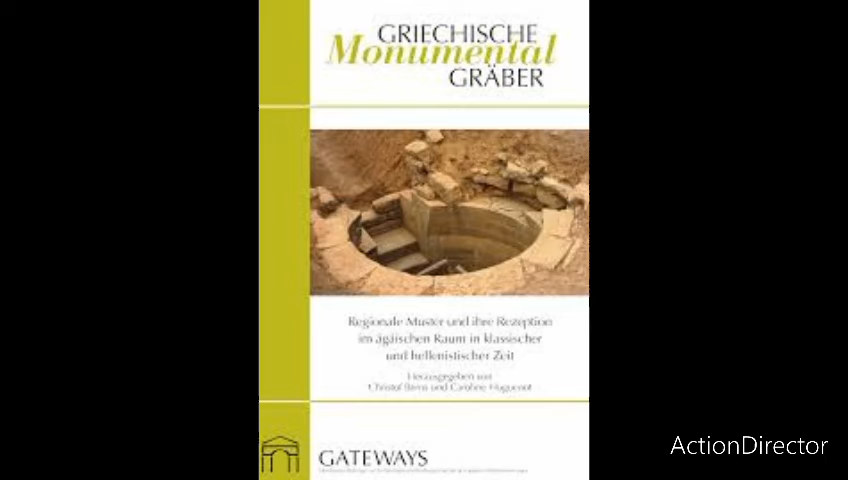 GRIECHISCHE
Monumental
GRÄBER
Regionale Muster und ihre Rezeption
im ägäischen Raum in klassischer
und hellenistischer Zeit
Herausgegeben von
Christof Berns und Caroline Huguenot
GATEWAYS
ActionDirector